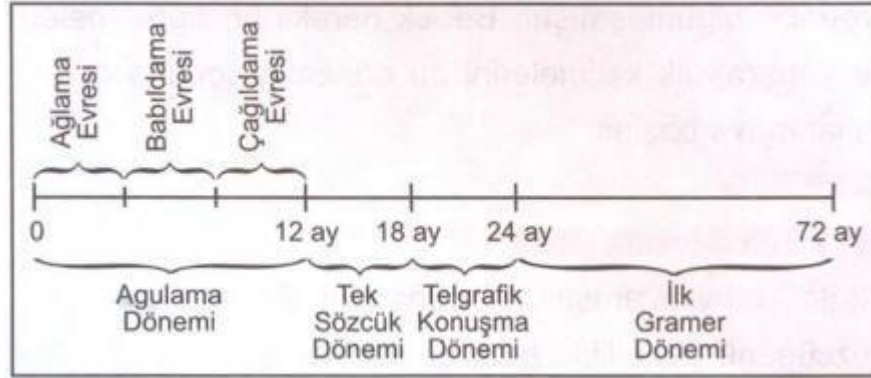 Ağlama
Evresi
Babıldama
Evresi
Çağıldama
Evresi
0
12 ay
18 ay
24 ay
72 ay
Agulama
Dönemi
Tek
Sözcük
Dönemi
Telgrafik
Konuşma
Dönemi
İlk
Gramer
Dönemi